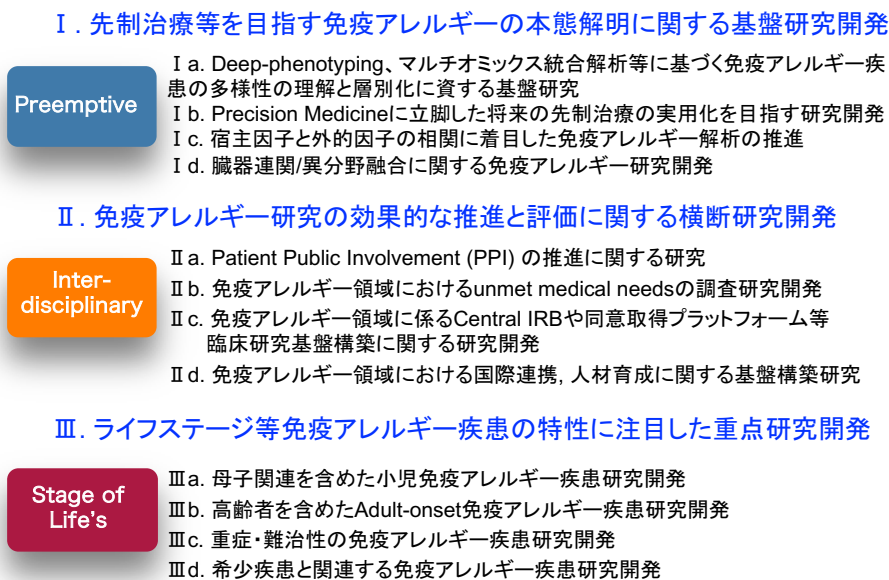 Ⅰ. 先制治療等を目指す免疫アレルギーの本態解明に関する基盤研究開発
Preemptive
Ⅰa. Deep-phenotyping、マルチオミックス統合解析等に基づく免疫アレルギー疾
患の多様性の理解と層別化に資する基盤研究
Ⅰb. Precision Medicineに立脚した将来の先制治療の実用化を目指す研究開発
Ⅰc. 宿主因子と外的因子の相関に着目した免疫アレルギー解析の推進
Ⅰd. 臓器連関/異分野融合に関する免疫アレルギー研究開発
Ⅱ. 免疫アレルギー研究の効果的な推進と評価に関する横断研究開発
Inter-
disciplinary
Ⅱa. Patient Public Involvement (PPI) の推進に関する研究
Ⅱb. 免疫アレルギー領域におけるunmet medical needsの調査研究開発
Ⅱc. 免疫アレルギー領域に係るCentral IRBや同意取得プラットフォーム等
臨床研究基盤構築に関する研究開発
Ⅱd. 免疫アレルギー領域における国際連携, 人材育成に関する基盤構築研究
Ⅲ. ライフステージ等免疫アレルギー疾患の特性に注目した重点研究開発
Stage of
Life's
Ⅲa. 母子関連を含めた小児免疫アレルギー疾患研究開発
Ⅲb. 高齢者を含めたAdult-onset免疫アレルギー疾患研究開発
Ⅲc. 重症・難治性の免疫アレルギー疾患研究開発
Ⅲd. 希少疾患と関連する免疫アレルギー疾患研究開発